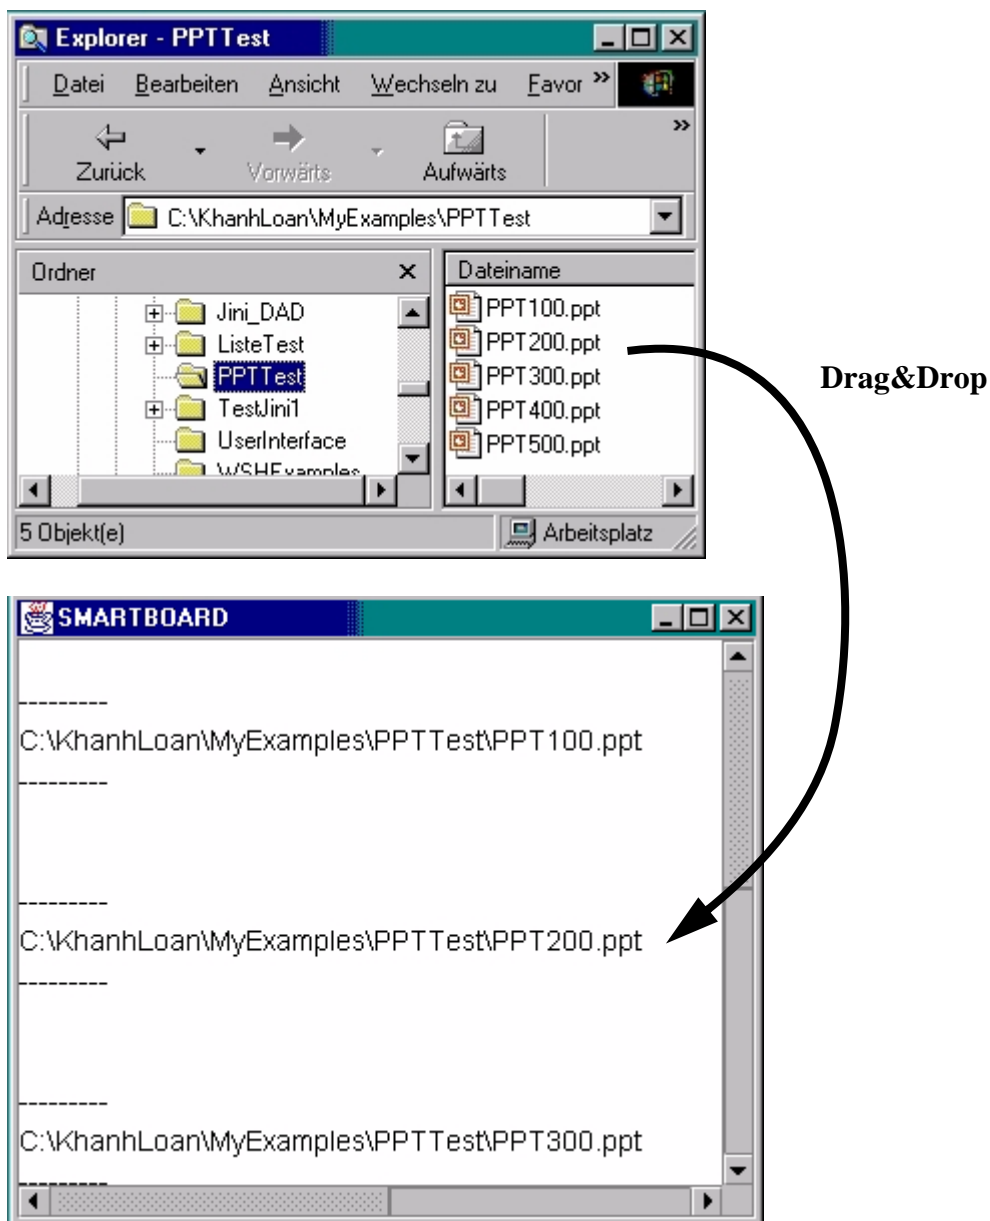 Explorer - PPTTest
Datei Bearbeiten Ansicht Wechseln zu Favor »
»
Zurück Vorwärts Aufwärts
Adresse C:\KhanhLoan\MyExamples\PPTTest
Ordner
Jini_DAD
ListeTest
PPTTest
TestJini1
UserInterface
WSHExamples
Dateiname
PPT100.ppt
PPT200.ppt
PPT300.ppt
PPT400.ppt
PPT500.ppt
5 Objekt(e) Arbeitsplatz
Drag&Drop
SMARTBOARD
---------
C:\KhanhLoan\MyExamples\PPTTest\PPT100.ppt
---------
---------
C:\KhanhLoan\MyExamples\PPTTest\PPT200.ppt
---------
---------
C:\KhanhLoan\MyExamples\PPTTest\PPT300.ppt
---------